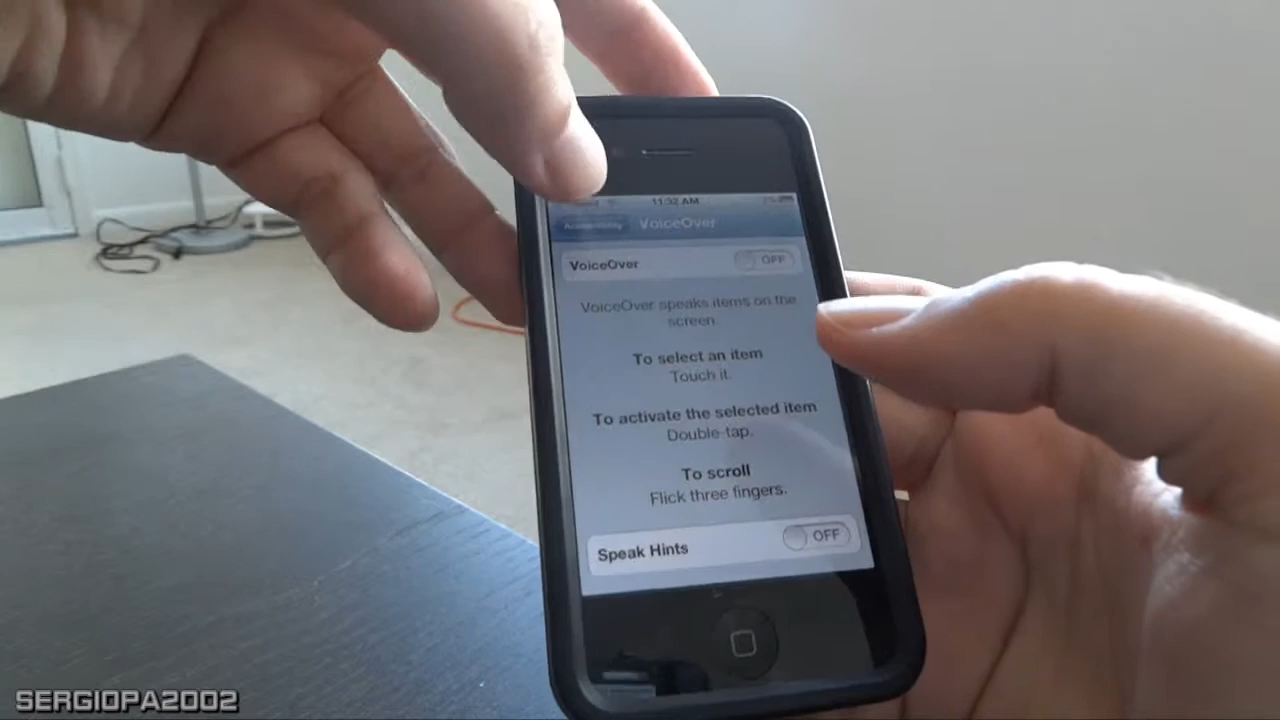 11:32 AM
Accessibility
VoiceOver
VoiceOver
OFF
VoiceOver speaks items on the
screen.
To select an item
Touch it.
To activate the selected item
Double-tap.
To scroll
Flick three fingers.
Speak Hints
OFF
SERGIOPA2002